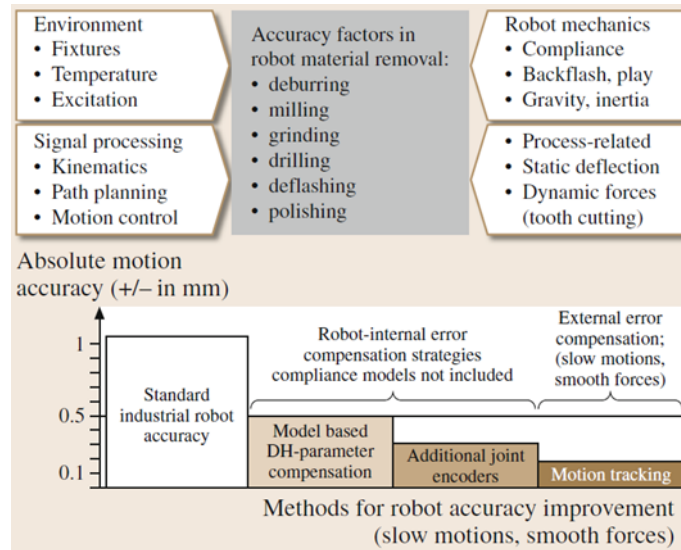 Environment
• Fixtures
• Temperature
• Excitation
Signal processing
• Kinematics
• Path planning
• Motion control
Accuracy factors in
robot material removal:
• deburring
• milling
• grinding
• drilling
• deflashing
• polishing
Robot mechanics
• Compliance
• Backflash, play
• Gravity, inertia
• Process-related
• Static deflection
• Dynamic forces
(tooth cutting)
Absolute motion
accuracy (+/– in mm)
1
0.5
0.1
Standard
industrial robot
accuracy
Robot-internal error
compensation strategies
compliance models not included
Model based
DH-parameter
compensation
Additional joint
encoders
External error
compensation;
(slow motions,
smooth forces)
Motion tracking
Methods for robot accuracy improvement
(slow motions, smooth forces)